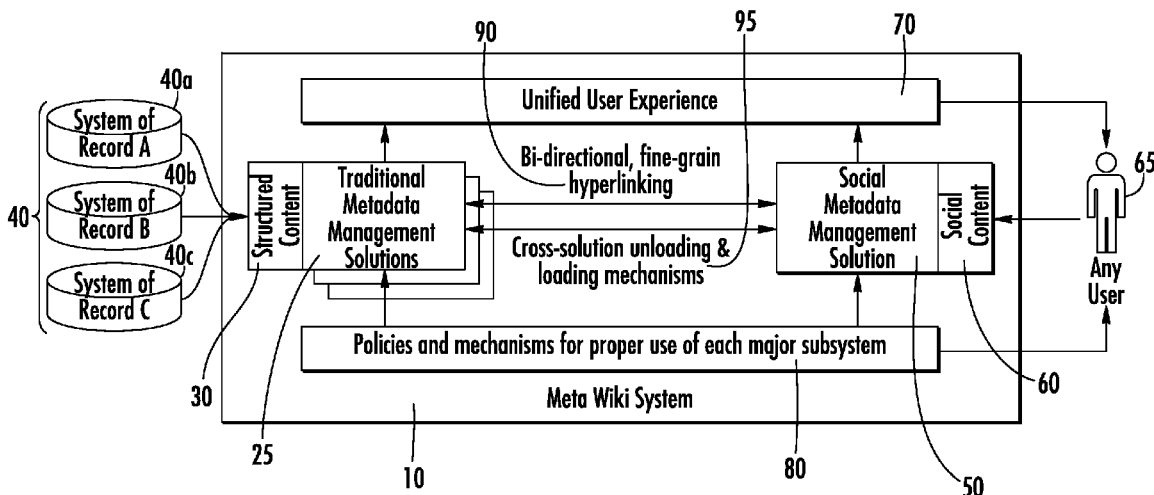 90
95
70
40a
Unified User Experience
System of
Record A
40b
Bi-directional, fine-grain
hyperlinking
65
40
System of
Record B
Structured
Content
Traditional
Metadata
Management
Solutions
Social
Metadata
Management
Solution
Social
Content
40c
Cross-solution unloading &
loading mechanisms
System of
Record C
Any
User
Policies and mechanisms for proper use of each major subsystem
30
60
Meta Wiki System
25
10
80
50